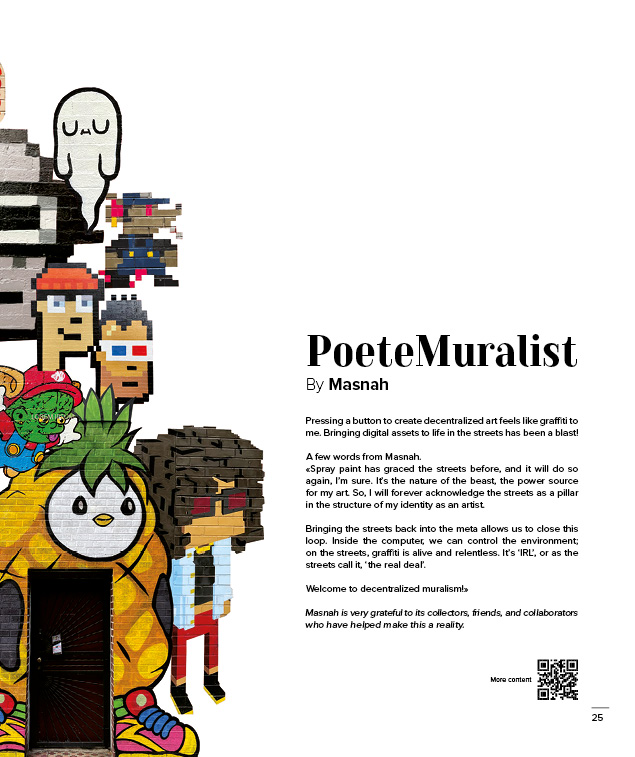 PoeteMuralist
By Masnah
Pressing a button to create decentralized art feels like graffiti to
me. Bringing digital assets to life in the streets has been a blast!
A few words from Masnah.
«Spray paint has graced the streets before, and it will do so
again, I'm sure. It's the nature of the beast, the power source
for my art. So, I will forever acknowledge the streets as a pillar
in the structure of my identity as an artist.
Bringing the streets back into the meta allows us to close this
loop. Inside the computer, we can control the environment;
on the streets, graffiti is alive and relentless. It's 'IRL', or as the
streets call it, 'the real deal'.
Welcome to decentralized muralism!»
Masnah is very grateful to its collectors, friends, and collaborators
who have helped make this a reality.
More content
25